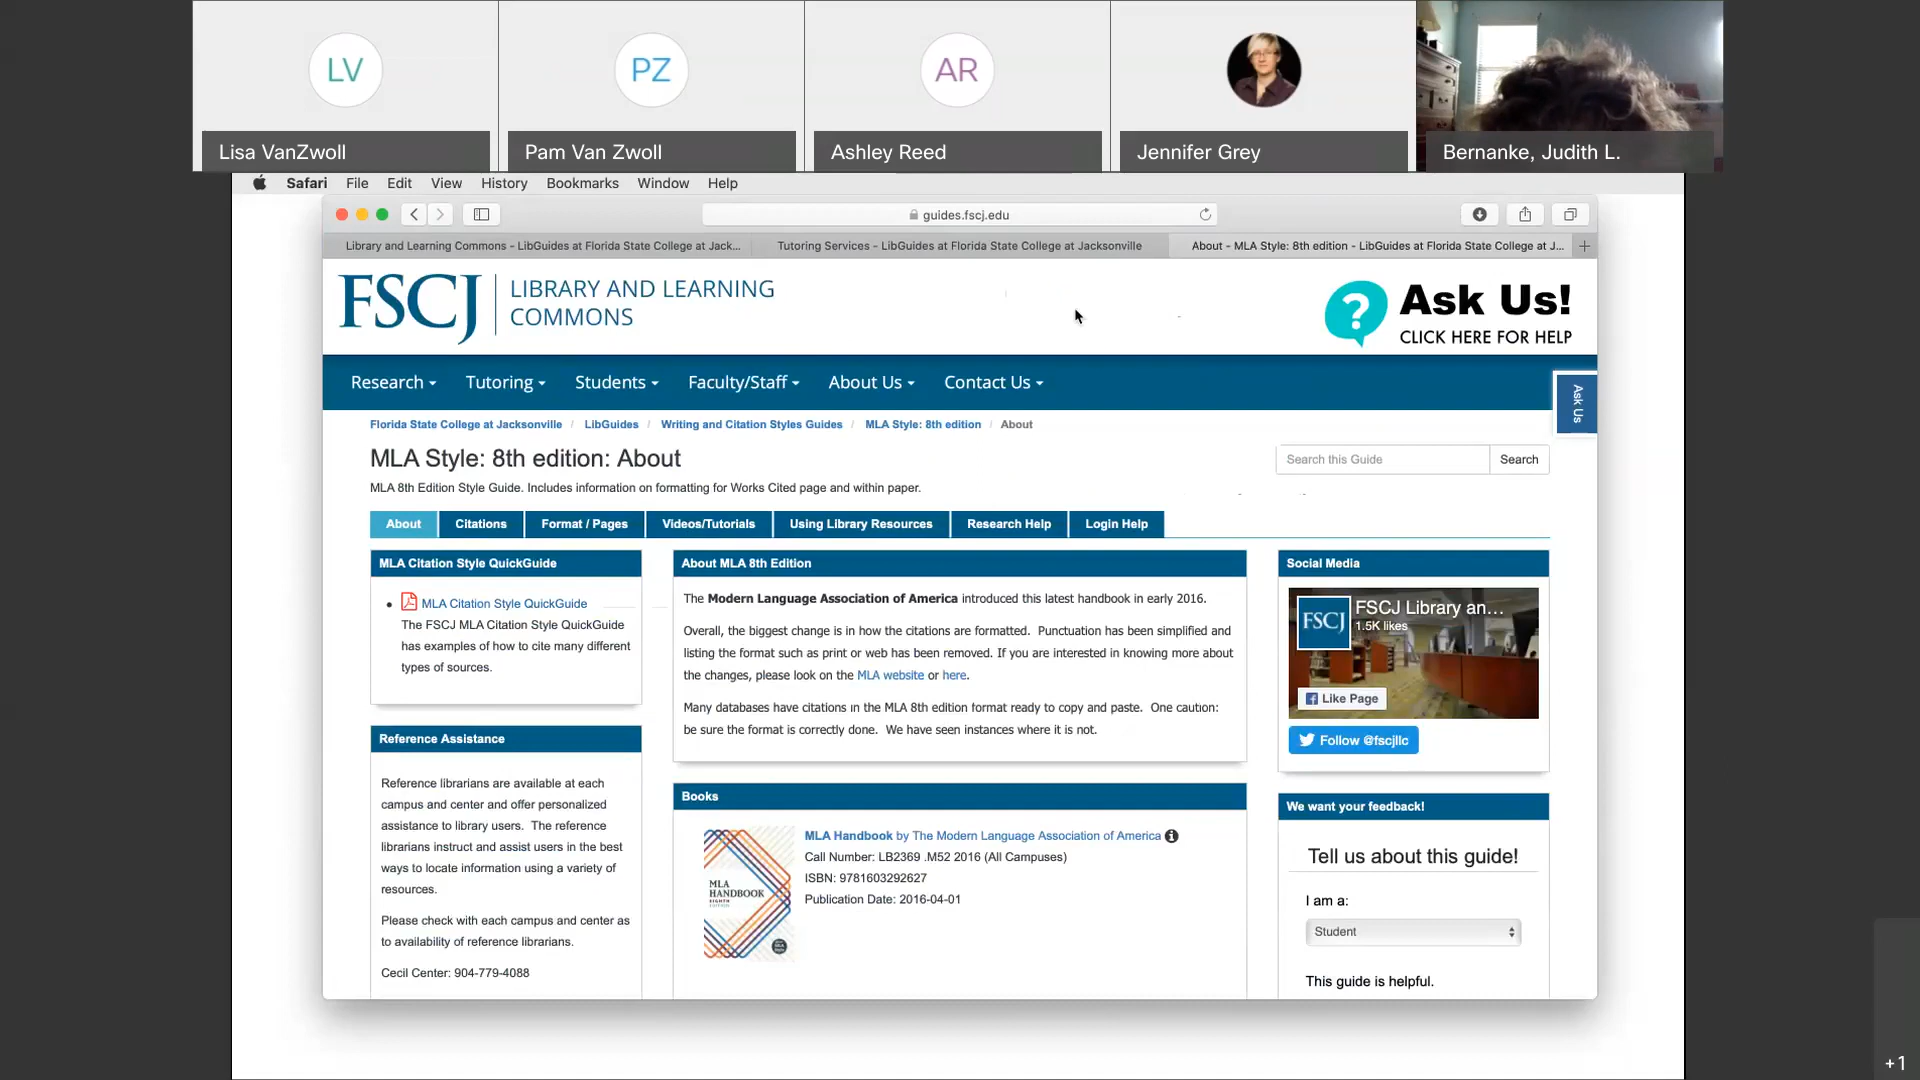 LV
PZ
AR
Lisa VanZwoll
Pam Van Zwoll
Ashley Reed
Jennifer Grey
Bernanke, Judith L.
Safari File Edit View History Bookmarks Window Help
guides.fscj.edu
Library and Learning Commons - LibGuides at Florida State College at Jack...
Tutoring Services - LibGuides at Florida State College at Jacksonville
About - MLA Style: 8th edition - LibGuides at Florida State College at J...
FSCJ
LIBRARY AND LEARNING
COMMONS
Ask Us!
CLICK HERE FOR HELP
Research Tutoring Students Faculty/Staff About Us Contact Us
Ask Us
Florida State College at Jacksonville / LibGuides / Writing and Citation Styles Guides / MLA Style: 8th edition / About
MLA Style: 8th edition: About
Search this Guide Search
MLA 8th Edition Style Guide. Includes information on formatting for Works Cited page and within paper.
About Citations Format / Pages Videos/Tutorials Using Library Resources Research Help Login Help
MLA Citation Style QuickGuide
MLA Citation Style QuickGuide
The FSCJ MLA Citation Style QuickGuide
has examples of how to cite many different
types of sources.
Reference Assistance
Reference librarians are available at each
campus and center and offer personalized
assistance to library users. The reference
librarians instruct and assist users in the best
ways to locate information using a variety of
resources.
Please check with each campus and center as
to availability of reference librarians.
Cecil Center: 904-779-4088
About MLA 8th Edition
The Modern Language Association of America introduced this latest handbook in early 2016.
Overall, the biggest change is in how the citations are formatted. Punctuation has been simplified and
listing the format such as print or web has been removed. If you are interested in knowing more about
the changes, please look on the MLA website or here.
Many databases have citations in the MLA 8th edition format ready to copy and paste. One caution:
be sure the format is correctly done. We have seen instances where it is not.
Books
MLA
HANDBOOK
EIGHTH
EDITION
MLA Handbook by The Modern Language Association of America
Call Number: LB2369 .M52 2016 (All Campuses)
ISBN: 9781603292627
Publication Date: 2016-04-01
Social Media
FSCJ
FSCJ Library an...
1.5K likes
Like Page
Follow @fscjllc
We want your feedback!
Tell us about this guide!
I am a:
Student
This guide is helpful.
+1